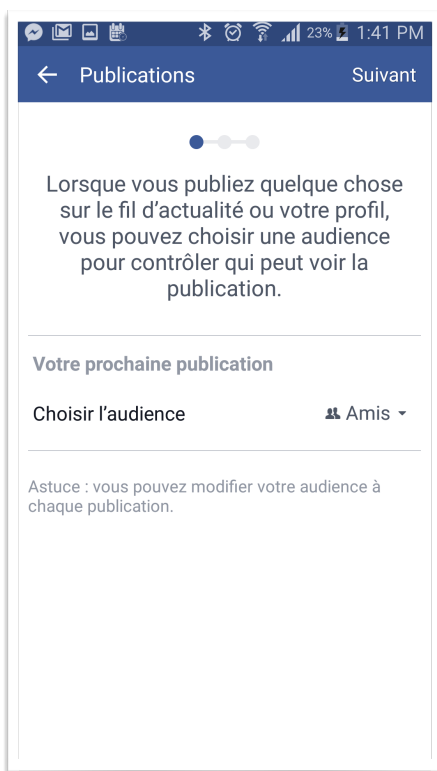 23% 1:41 PM
Publications Suivant
Lorsque vous publiez quelque chose
sur le fil d’actualité ou votre profil,
vous pouvez choisir une audience
pour contrôler qui peut voir la
publication.
Votre prochaine publication
Choisir l’audience Amis
Astuce : vous pouvez modifier votre audience à
chaque publication.